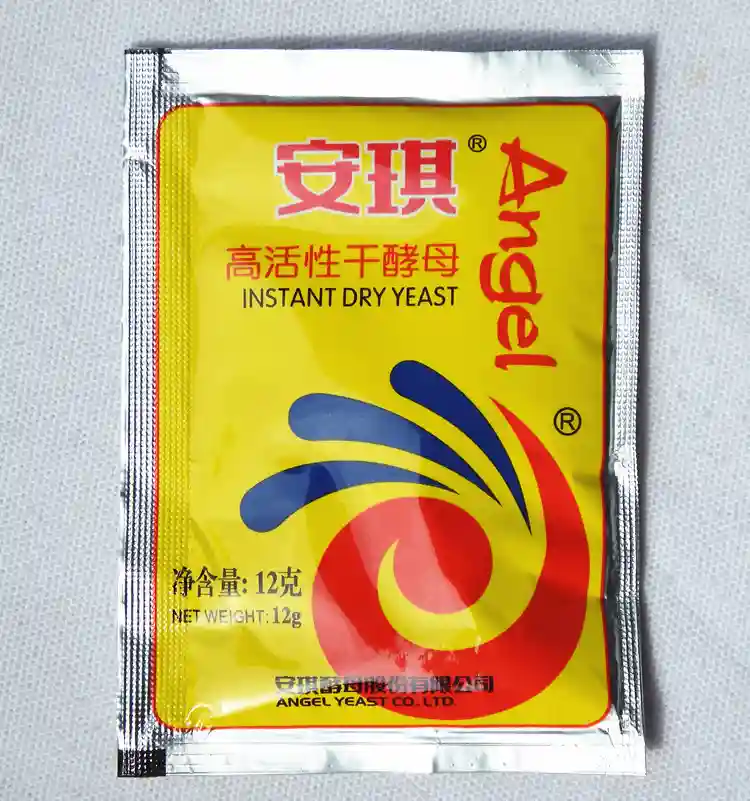 安琪®
Angel®
高活性干酵母
INSTANT DRY YEAST
净含量: 12克
NET WEIGHT: 12g
安琪酵母股份有限公司
ANGEL YEAST CO., LTD.